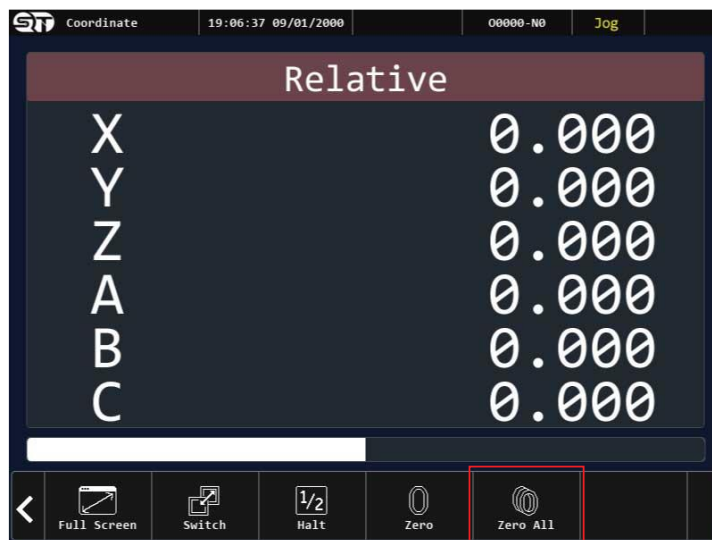 ST Coordinate 19:06:37 09/01/2000 O0000-N0 Jog
Relative
X 0.000
Y 0.000
Z 0.000
A 0.000
B 0.000
C 0.000
Full Screen Switch 1/2 Halt Zero Zero All